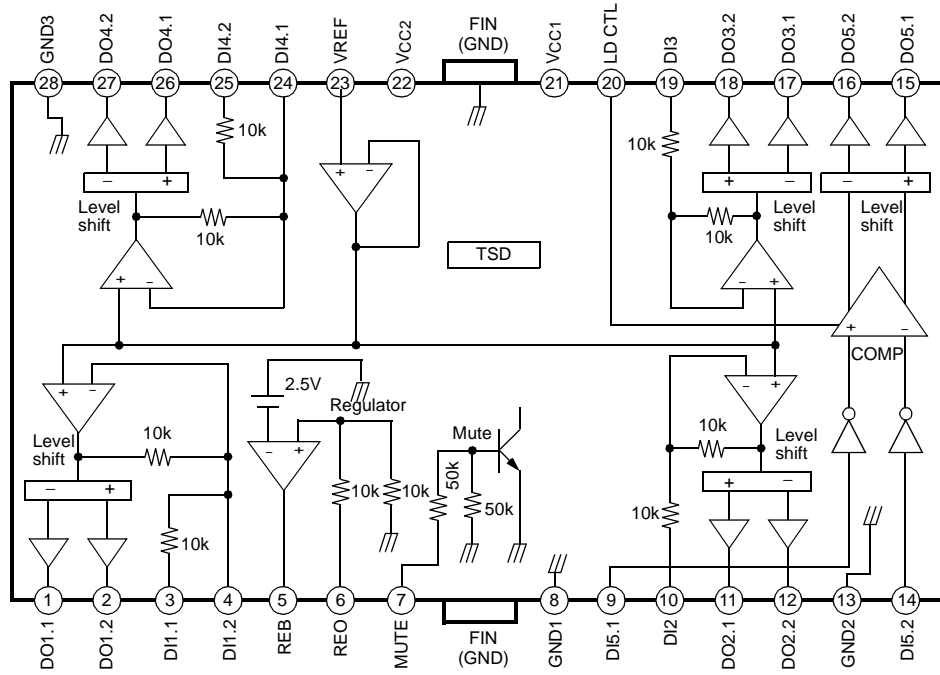 GND3
DO4.2
DO4.1
DI4.2
DI4.1
VREF
VCC2
FIN
(GND)
VCC1
LD CTL
DI3
DO3.2
DO3.1
DO5.2
DO5.1
28
27
26
25
24
23
22
21
20
19
18
17
16
15
10k
10k
+
-
- +
+ -
- +
Level
shift
10k
10k
Level
shift
Level
shift
TSD
+ -
- +
+ -
COMP
+ -
2.5V
Regulator
- +
10k
Level
shift
- +
- +
10k
10k
10k
Mute
50k
50k
10k
Level
shift
+ -
10k
1
2
3
4
5
6
7
8
9
10
11
12
13
14
DO1.1
DO1.2
DI1.1
DI1.2
REB
REO
MUTE
FIN
(GND)
GND1
DI5.1
DI2
DO2.1
DO2.2
GND2
DI5.2